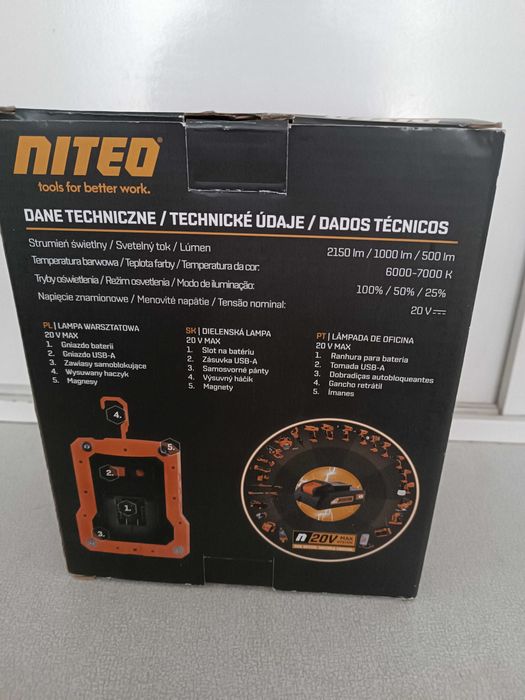 NITEO
tools for better work.
DANE TECHNICZNE / TECHNICKÉ ÚDAJE / DADOS TÉCNICOS
Strumień świetlny / Svetelný tok / Lúmen 2150 lm / 1000 lm / 500 lm
Temperatura barwowa / Teplota farby / Temperatura da cor: 6000-7000 K
Tryby oświetlenia / Režim osvetlenia / Modo de iluminação: 100% / 50% / 25%
Napięcie znamionowe / Menovité napätie / Tensão nominal: 20 V
PL | LAMPA WARSZTATOWA
20 V MAX
1. Gniazdo baterii
2. Gniazdo USB-A
3. Zawiasy samoblokujące
4. Wysuwany haczyk
5. Magnesy
SK | DIELENSKÁ LAMPA
20 V MAX
1. Slot na batériu
2. Zásuvka USB-A
3. Samosvorné pánty
4. Výsuvný háčik
5. Magnety
PT | LÂMPADA DE OFICINA
20 V MAX
1. Ranhura para bateria
2. Tomada USB-A
3. Dobradiças autobloqueantes
4. Gancho retrátil
5. Ímanes
4.
5.
2.
1.
3.
n 20V MAX